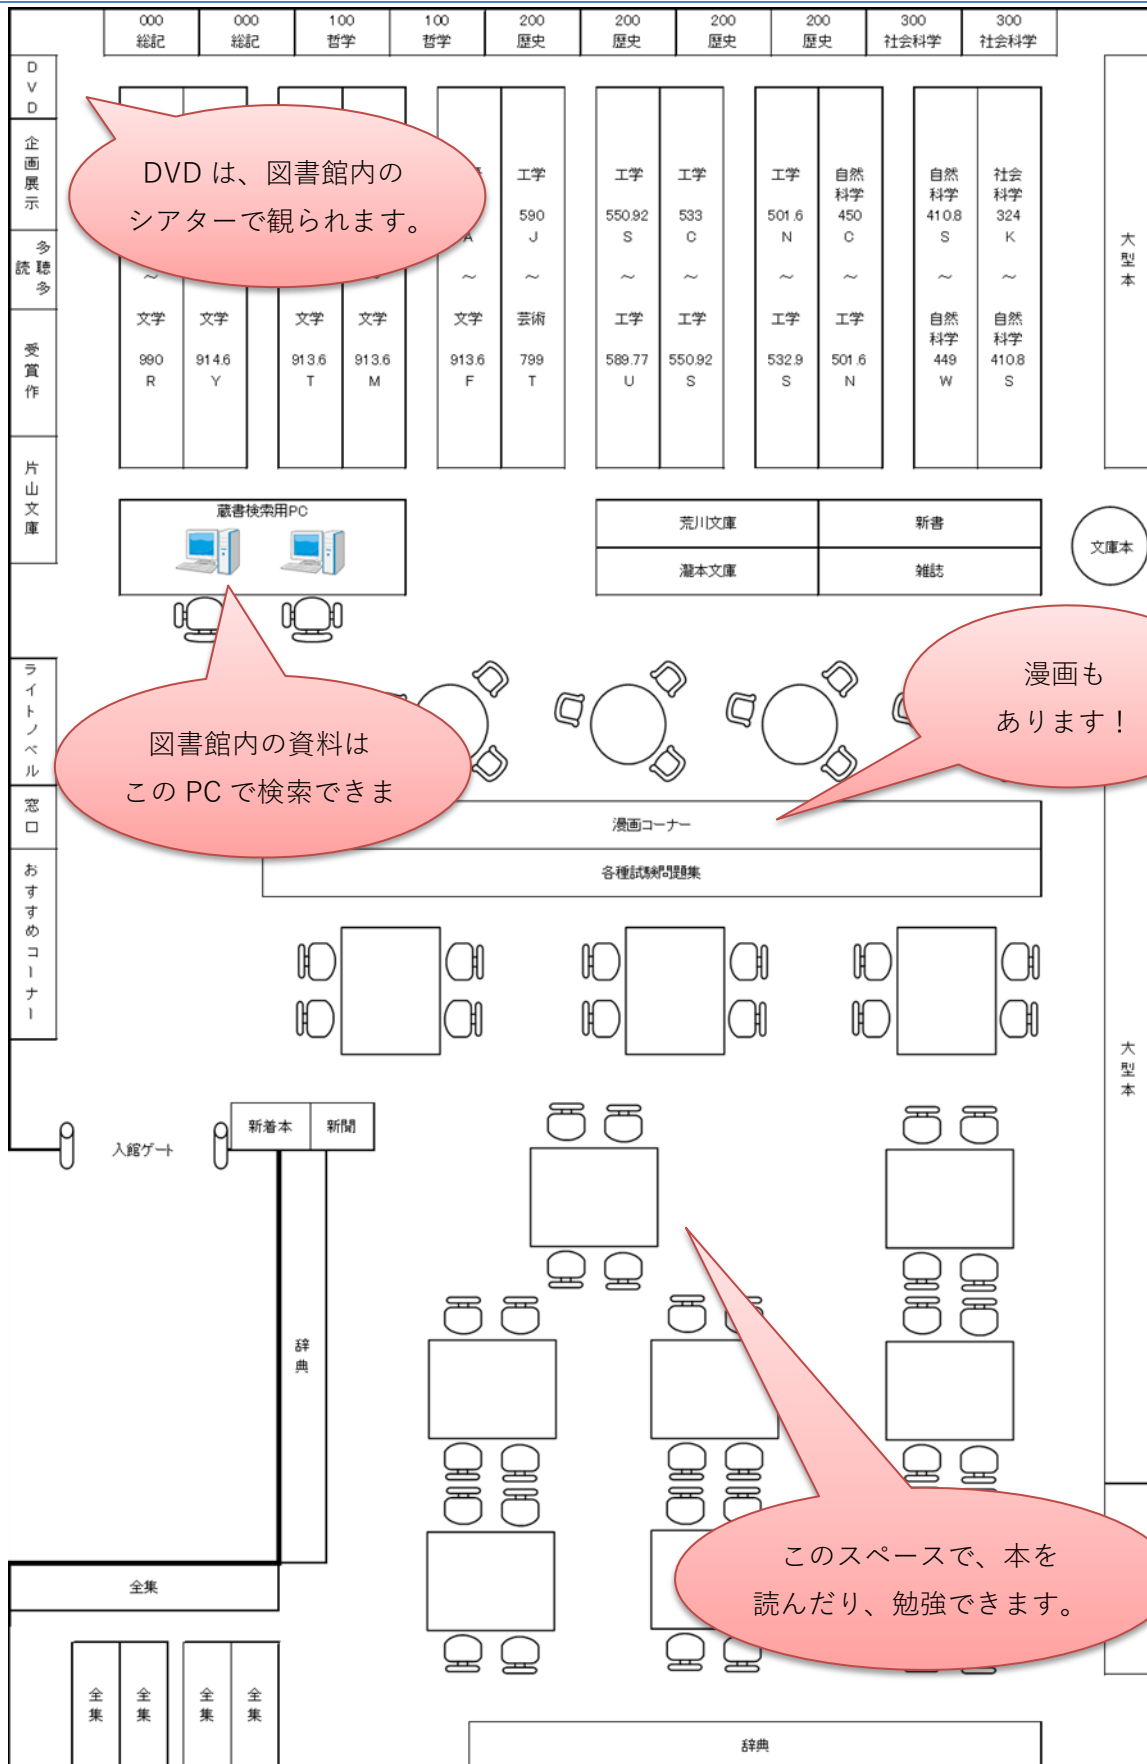 000 000 100 100 200 200 200 200 300 300
総記 総記 哲学 哲学 歴史 歴史 歴史 歴史 社会科学 社会科学
DVD
企画展示
多聴多読
受賞作
片山文庫
DVD は、図書館内の
シアターで観られます。
A
～
文学
990
R
文学
914.6
Y
文学
913.6
T
文学
913.6
M
～
文学
913.6
F
工学
590
J
～
芸術
799
T
工学
550.92
S
～
工学
589.77
U
工学
533
C
～
工学
550.92
S
工学
501.6
N
～
工学
532.9
S
自然
科学
450
C
～
工学
501.6
N
自然
科学
410.8
S
～
自然
科学
449
W
社会
科学
324
K
～
自然
科学
410.8
S
大型本
蔵書検索用PC
荒川文庫
新書
瀧本文庫
雑誌
文庫本
ライトノベル
窓口
おすすめコーナー
図書館内の資料は
この PC で検索できま
漫画も
あります！
漫画コーナー
各種試験問題集
大型本
入館ゲート
新着本
新聞
辞典
このスペースで、本を
読んだり、勉強できます。
全集
全集
全集
全集
全集
辞典